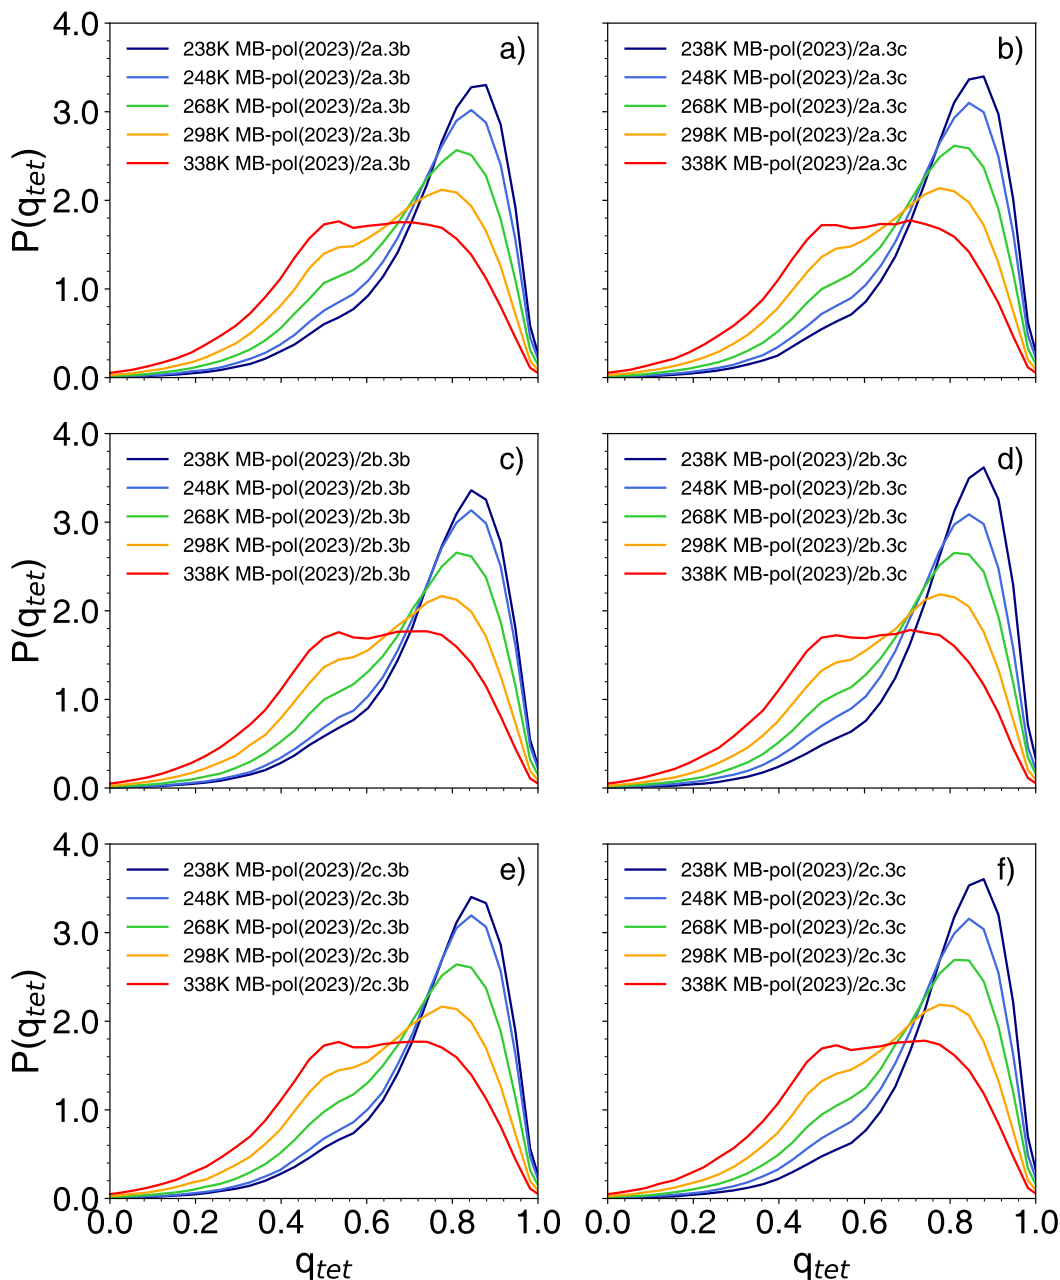 4.0
3.0
2.0
1.0
0.0
P(q_tet)
238K MB-pol(2023)/2a.3b
248K MB-pol(2023)/2a.3b
268K MB-pol(2023)/2a.3b
298K MB-pol(2023)/2a.3b
338K MB-pol(2023)/2a.3b
a)
238K MB-pol(2023)/2a.3c
248K MB-pol(2023)/2a.3c
268K MB-pol(2023)/2a.3c
298K MB-pol(2023)/2a.3c
338K MB-pol(2023)/2a.3c
b)
4.0
3.0
2.0
1.0
0.0
P(q_tet)
238K MB-pol(2023)/2b.3b
248K MB-pol(2023)/2b.3b
268K MB-pol(2023)/2b.3b
298K MB-pol(2023)/2b.3b
338K MB-pol(2023)/2b.3b
c)
238K MB-pol(2023)/2b.3c
248K MB-pol(2023)/2b.3c
268K MB-pol(2023)/2b.3c
298K MB-pol(2023)/2b.3c
338K MB-pol(2023)/2b.3c
d)
4.0
3.0
2.0
1.0
0.0
P(q_tet)
238K MB-pol(2023)/2c.3b
248K MB-pol(2023)/2c.3b
268K MB-pol(2023)/2c.3b
298K MB-pol(2023)/2c.3b
338K MB-pol(2023)/2c.3b
e)
238K MB-pol(2023)/2c.3c
248K MB-pol(2023)/2c.3c
268K MB-pol(2023)/2c.3c
298K MB-pol(2023)/2c.3c
338K MB-pol(2023)/2c.3c
f)
0.0 0.2 0.4 0.6 0.8 1.0
0.0 0.2 0.4 0.6 0.8 1.0
q_tet
q_tet